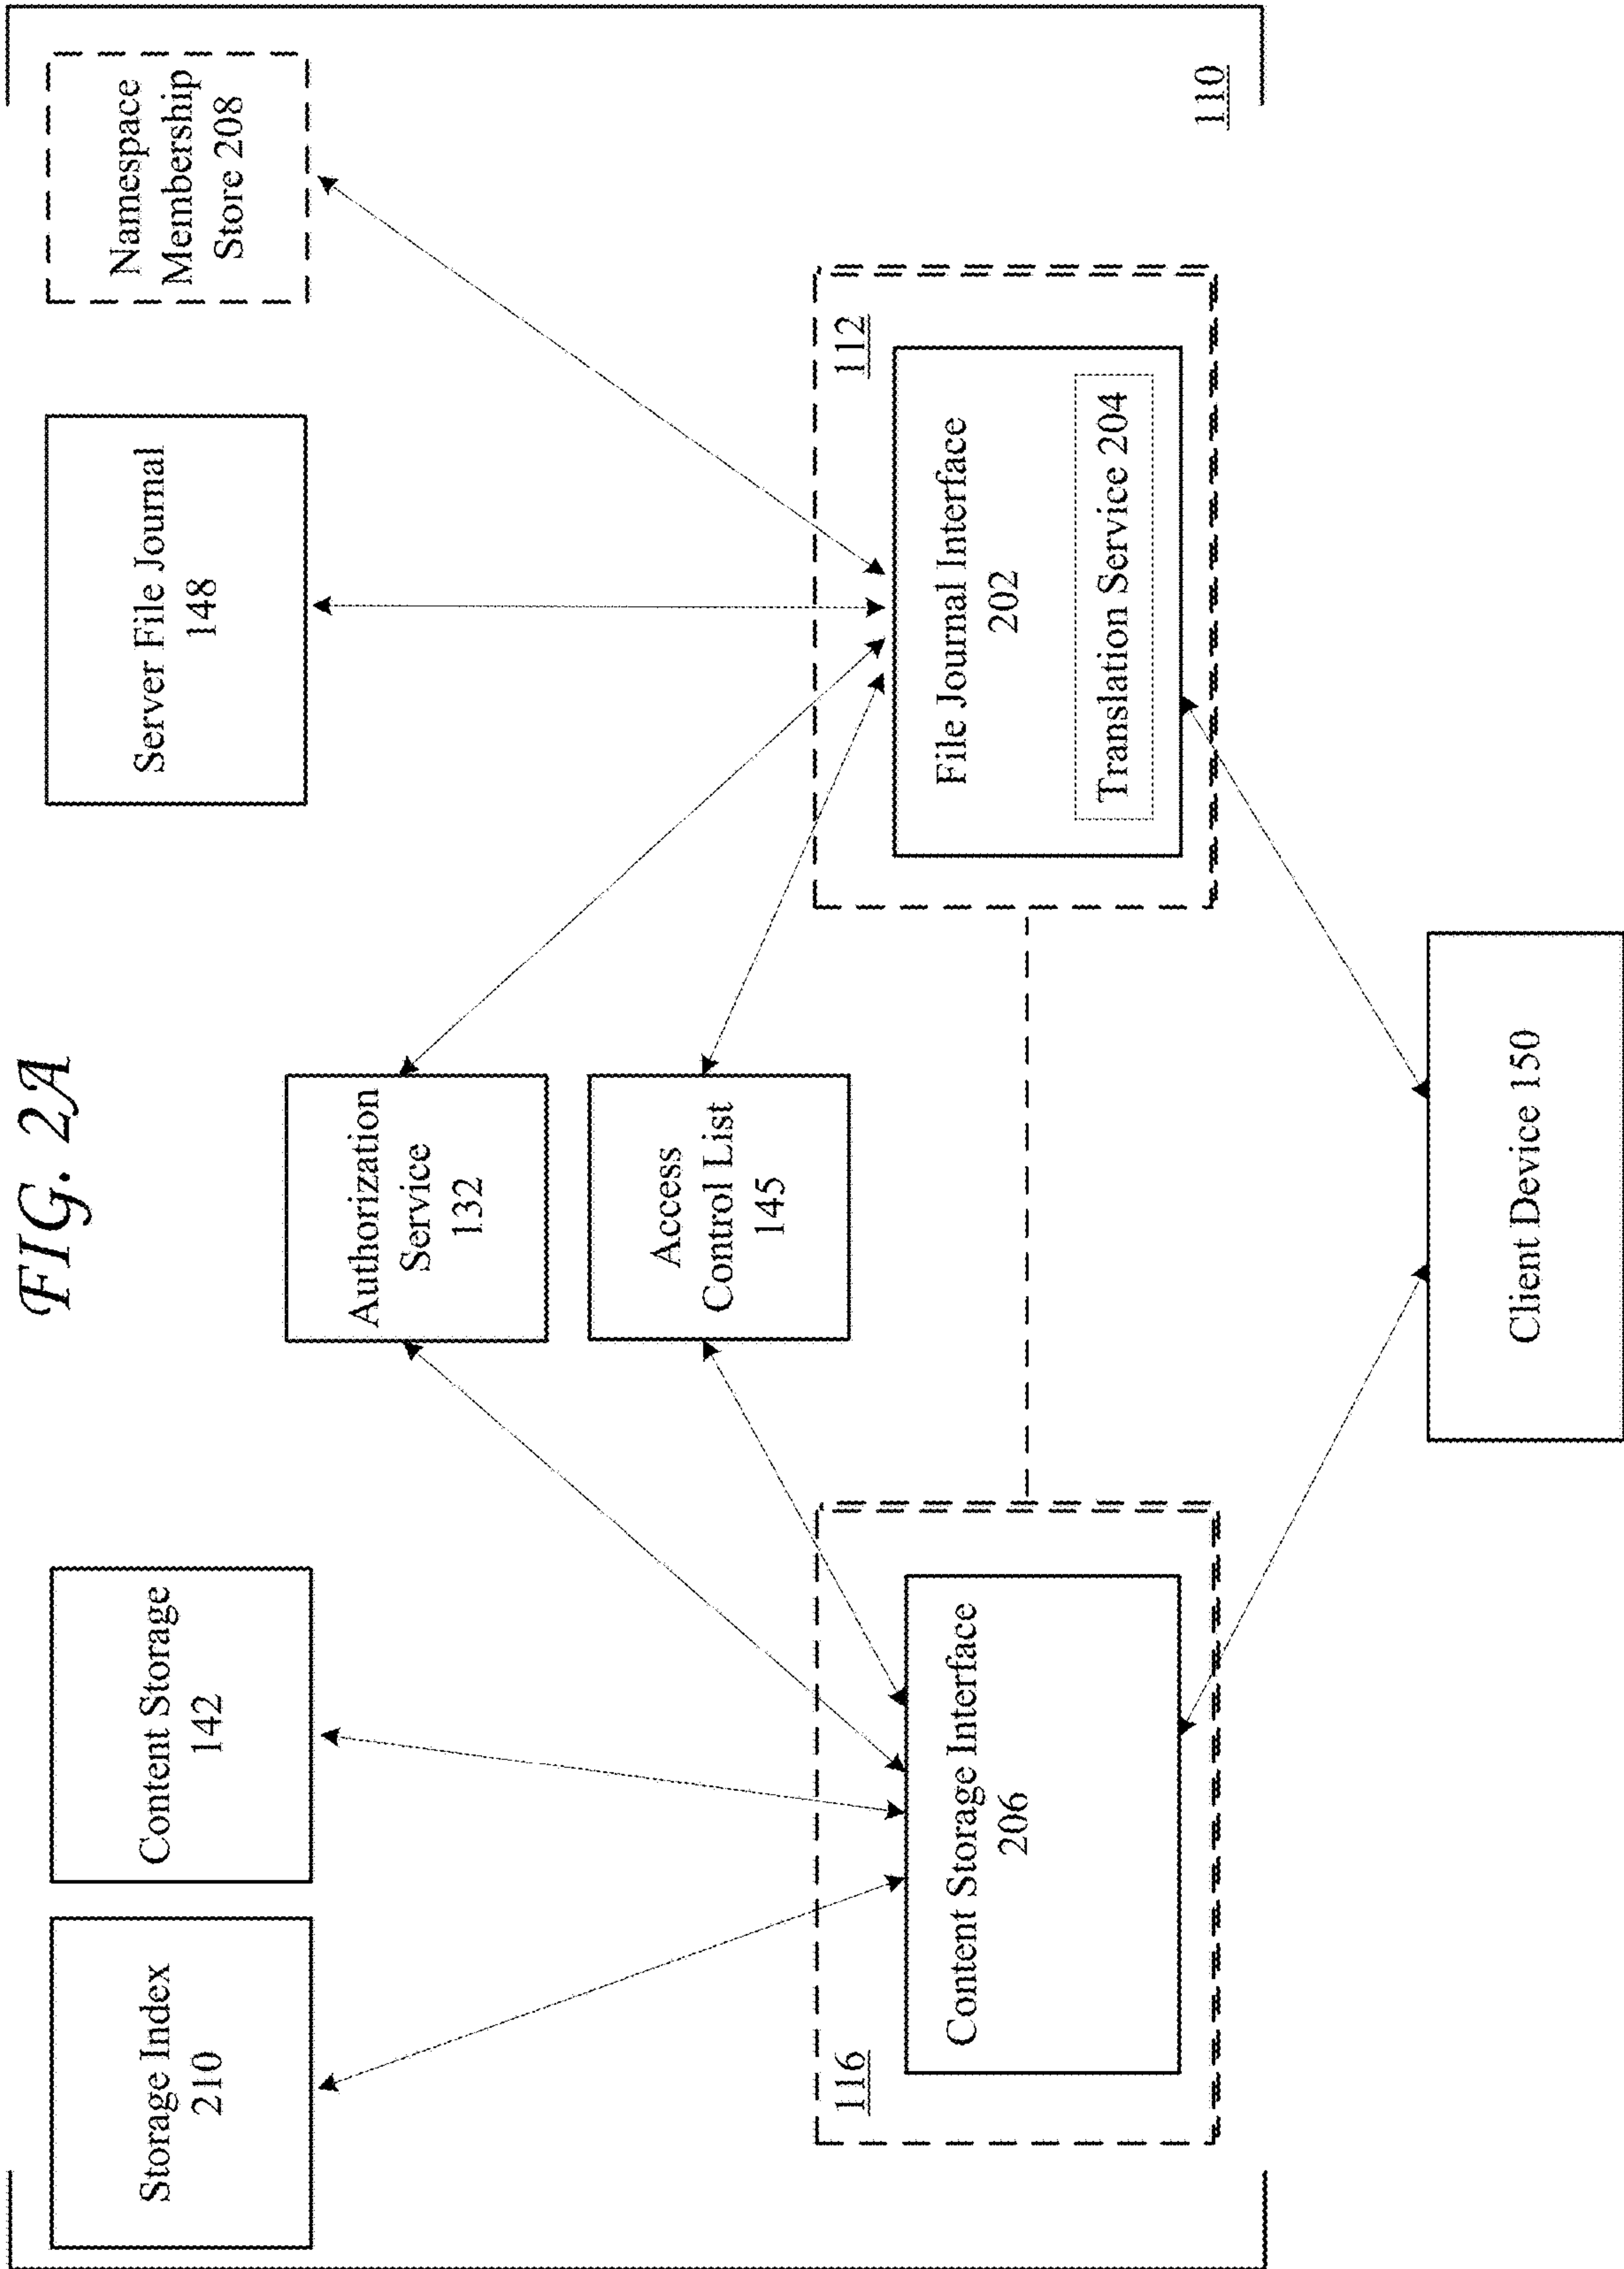 FIG. 2A
Storage Index
210
Content Storage
142
Authorization
Service
132
Access
Control List
145
Server File Journal
148
Namespace
Membership
Store 208
116
Content Storage Interface
206
112
File Journal Interface
202
Translation Service 204
110
Client Device 150